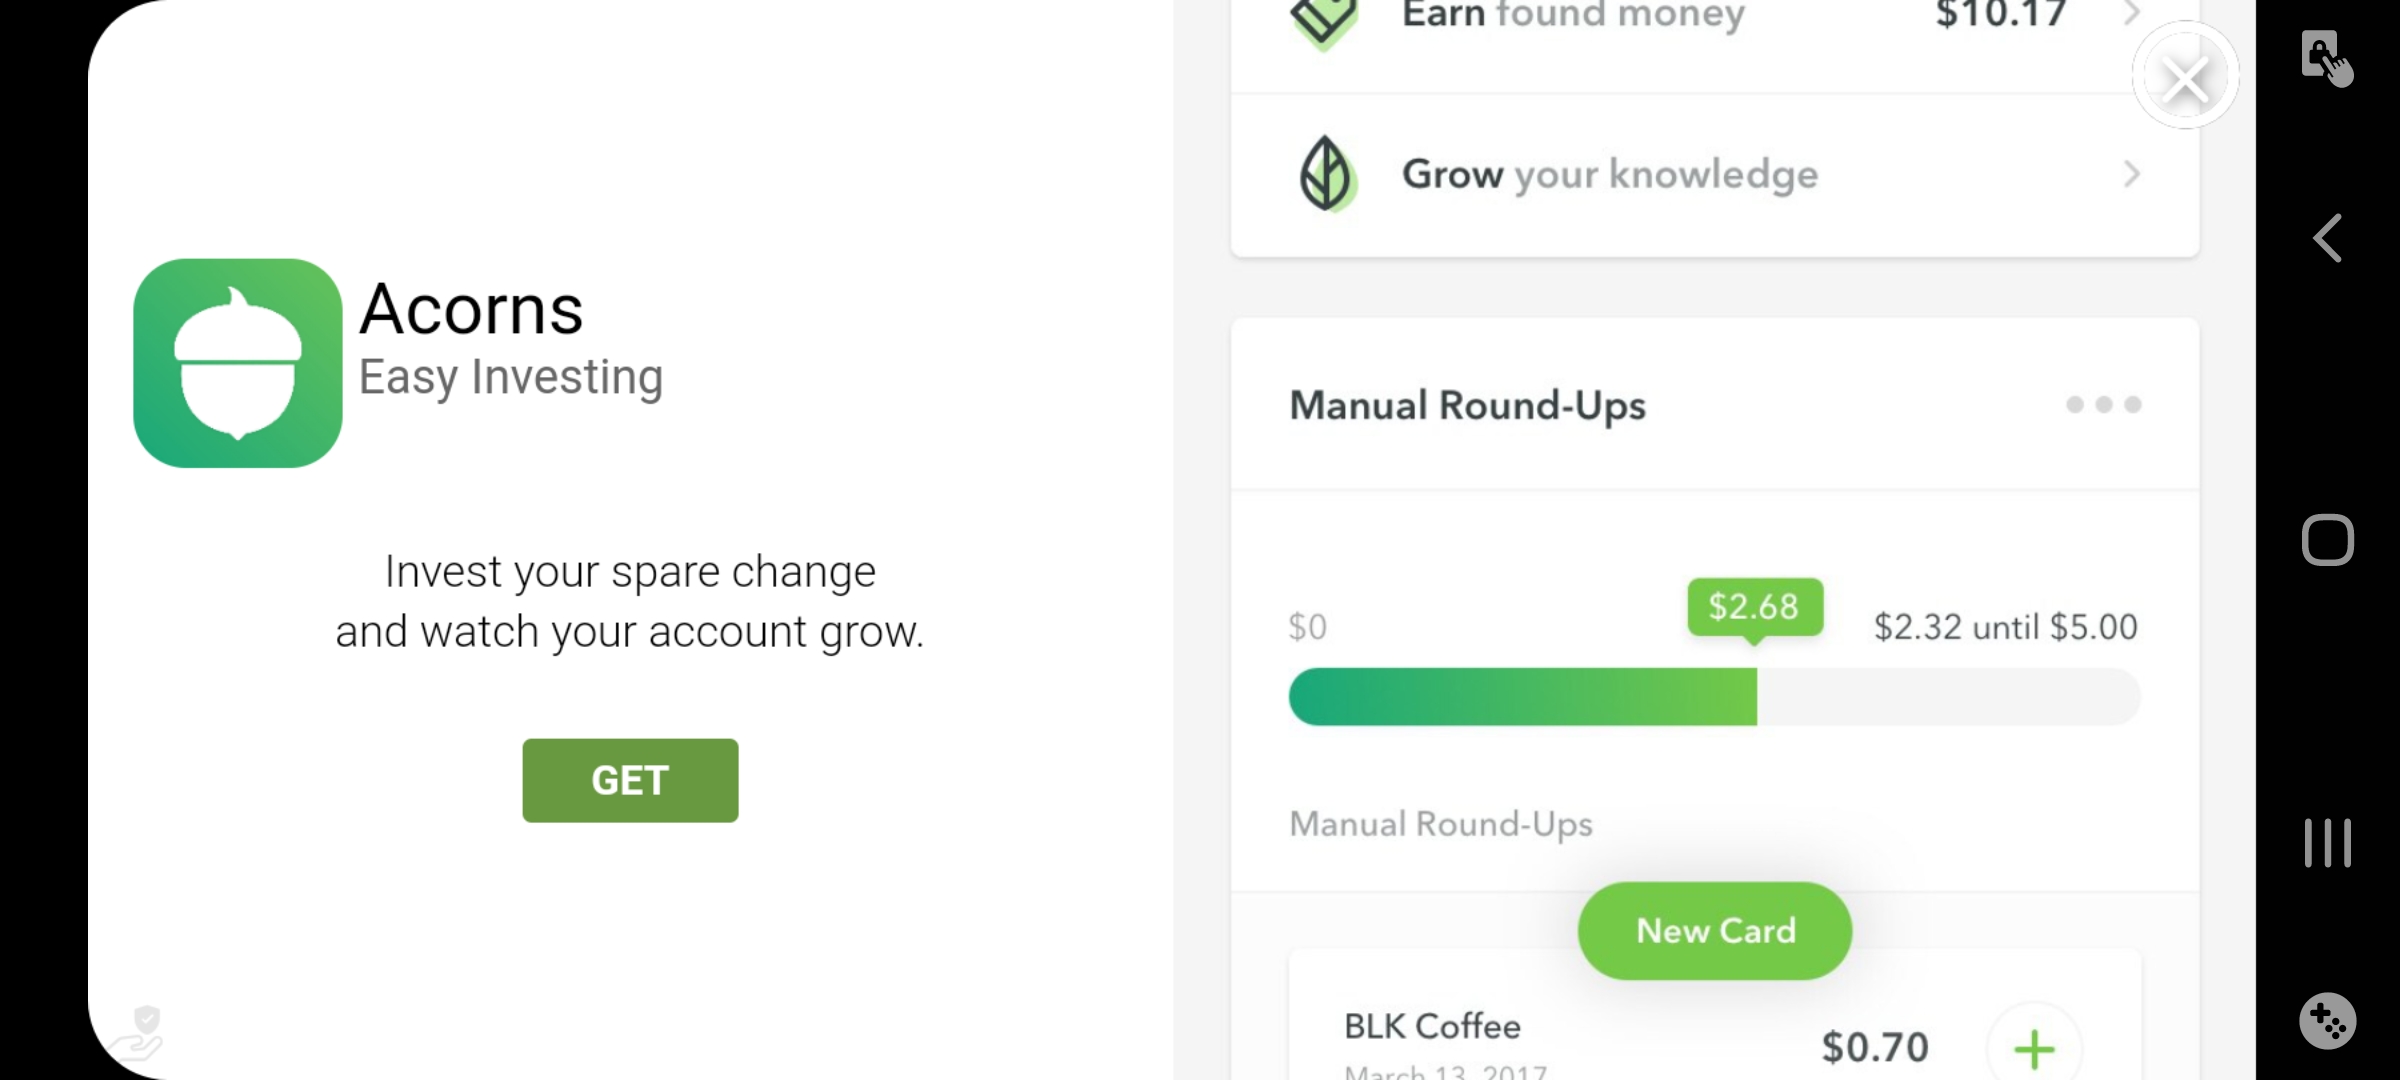 Acorns
Easy Investing
Invest your spare change
and watch your account grow.
GET
Earn found money $10.17
Grow your knowledge
Manual Round-Ups
$0 $2.68 $2.32 until $5.00
Manual Round-Ups
New Card
BLK Coffee
$0.70
March 13, 2017